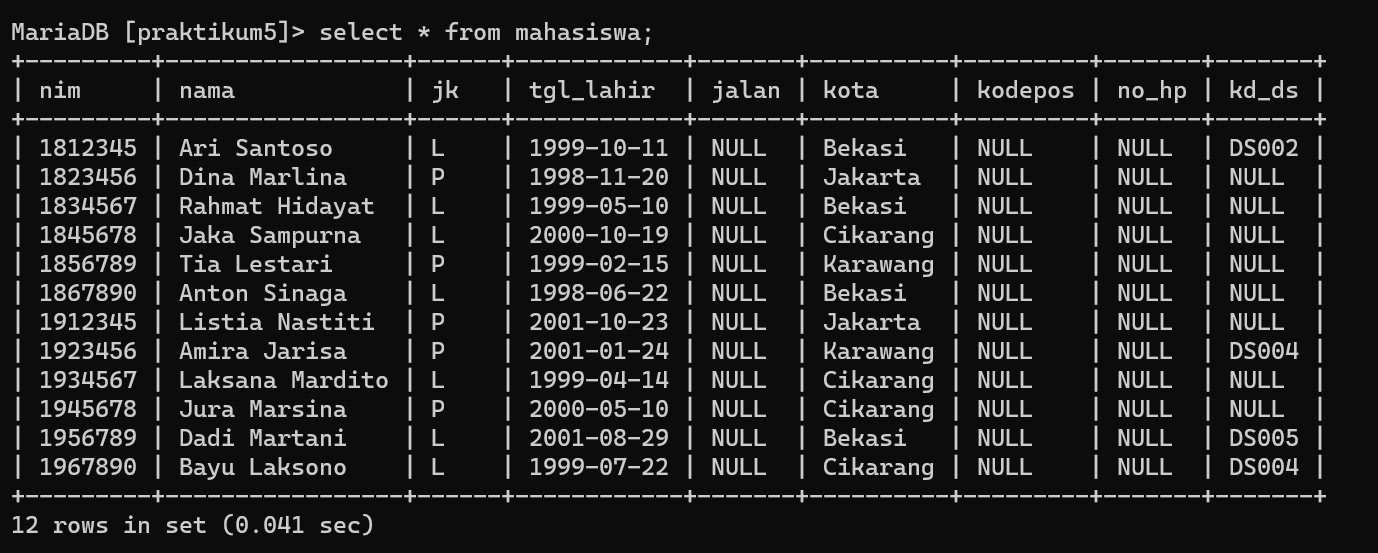 MariaDB [praktikum5]> select * from mahasiswa;
+---------+-----------------+------+------------+-------+----------+---------+-------+-------+
| nim     | nama            | jk   | tgl_lahir  | jalan | kota     | kodepos | no_hp | kd_ds |
+---------+-----------------+------+------------+-------+----------+---------+-------+-------+
| 1812345 | Ari Santoso     | L    | 1999-10-11 | NULL  | Bekasi   | NULL    | NULL  | DS002 |
| 1823456 | Dina Marlina    | P    | 1998-11-20 | NULL  | Jakarta  | NULL    | NULL  | NULL  |
| 1834567 | Rahmat Hidayat  | L    | 1999-05-10 | NULL  | Bekasi   | NULL    | NULL  | NULL  |
| 1845678 | Jaka Sampurna   | L    | 2000-10-19 | NULL  | Cikarang | NULL    | NULL  | NULL  |
| 1856789 | Tia Lestari     | P    | 1999-02-15 | NULL  | Karawang | NULL    | NULL  | NULL  |
| 1867890 | Anton Sinaga    | L    | 1998-06-22 | NULL  | Bekasi   | NULL    | NULL  | NULL  |
| 1912345 | Listia Nastiti  | P    | 2001-10-23 | NULL  | Jakarta  | NULL    | NULL  | NULL  |
| 1923456 | Amira Jarisa    | P    | 2001-01-24 | NULL  | Karawang | NULL    | NULL  | DS004 |
| 1934567 | Laksana Mardito | L    | 1999-04-14 | NULL  | Cikarang | NULL    | NULL  | NULL  |
| 1945678 | Jura Marsina    | P    | 2000-05-10 | NULL  | Cikarang | NULL    | NULL  | NULL  |
| 1956789 | Dadi Martani    | L    | 2001-08-29 | NULL  | Bekasi   | NULL    | NULL  | DS005 |
| 1967890 | Bayu Laksono    | L    | 1999-07-22 | NULL  | Cikarang | NULL    | NULL  | DS004 |
+---------+-----------------+------+------------+-------+----------+---------+-------+-------+
12 rows in set (0.041 sec)